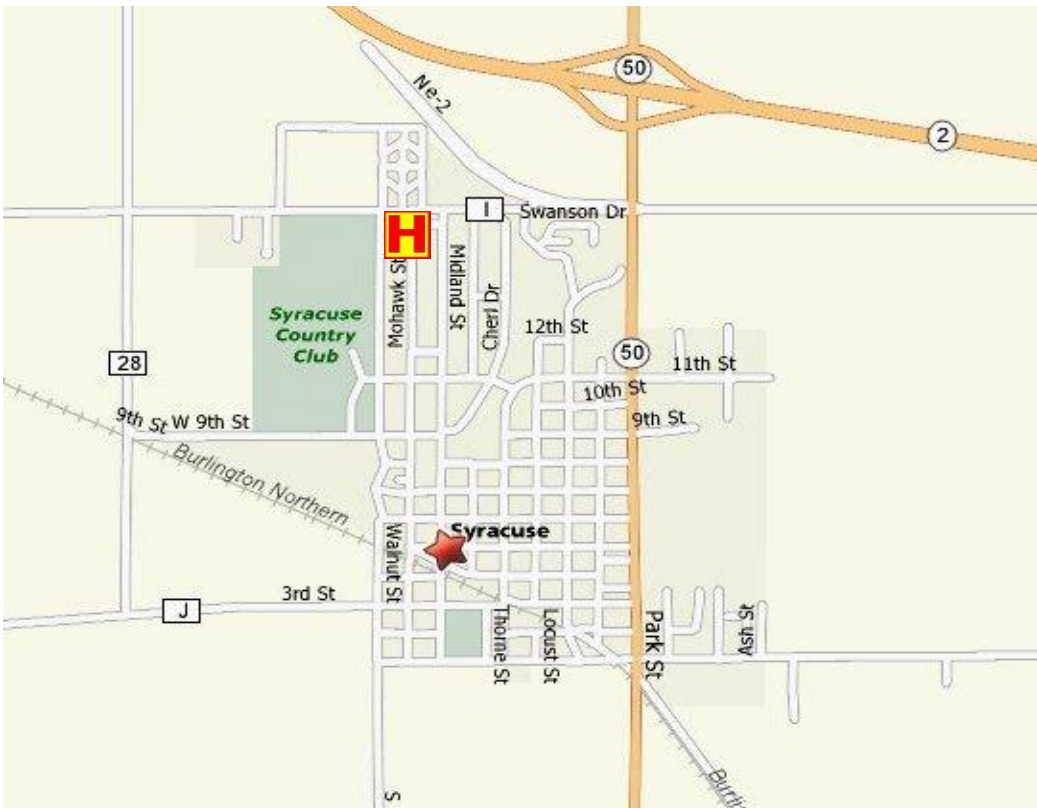 50
Ne-2
2
I
Swanson Dr
H
Mohawk St
Midland St
Cherl Dr
Syracuse
Country
Club
12th St
50
11th St
28
10th St
9th St
W 9th St
9th St
Burlington Northern
Syracuse
Walnut St
3rd St
J
Thorne St
Locust St
Park St
Ash St
S